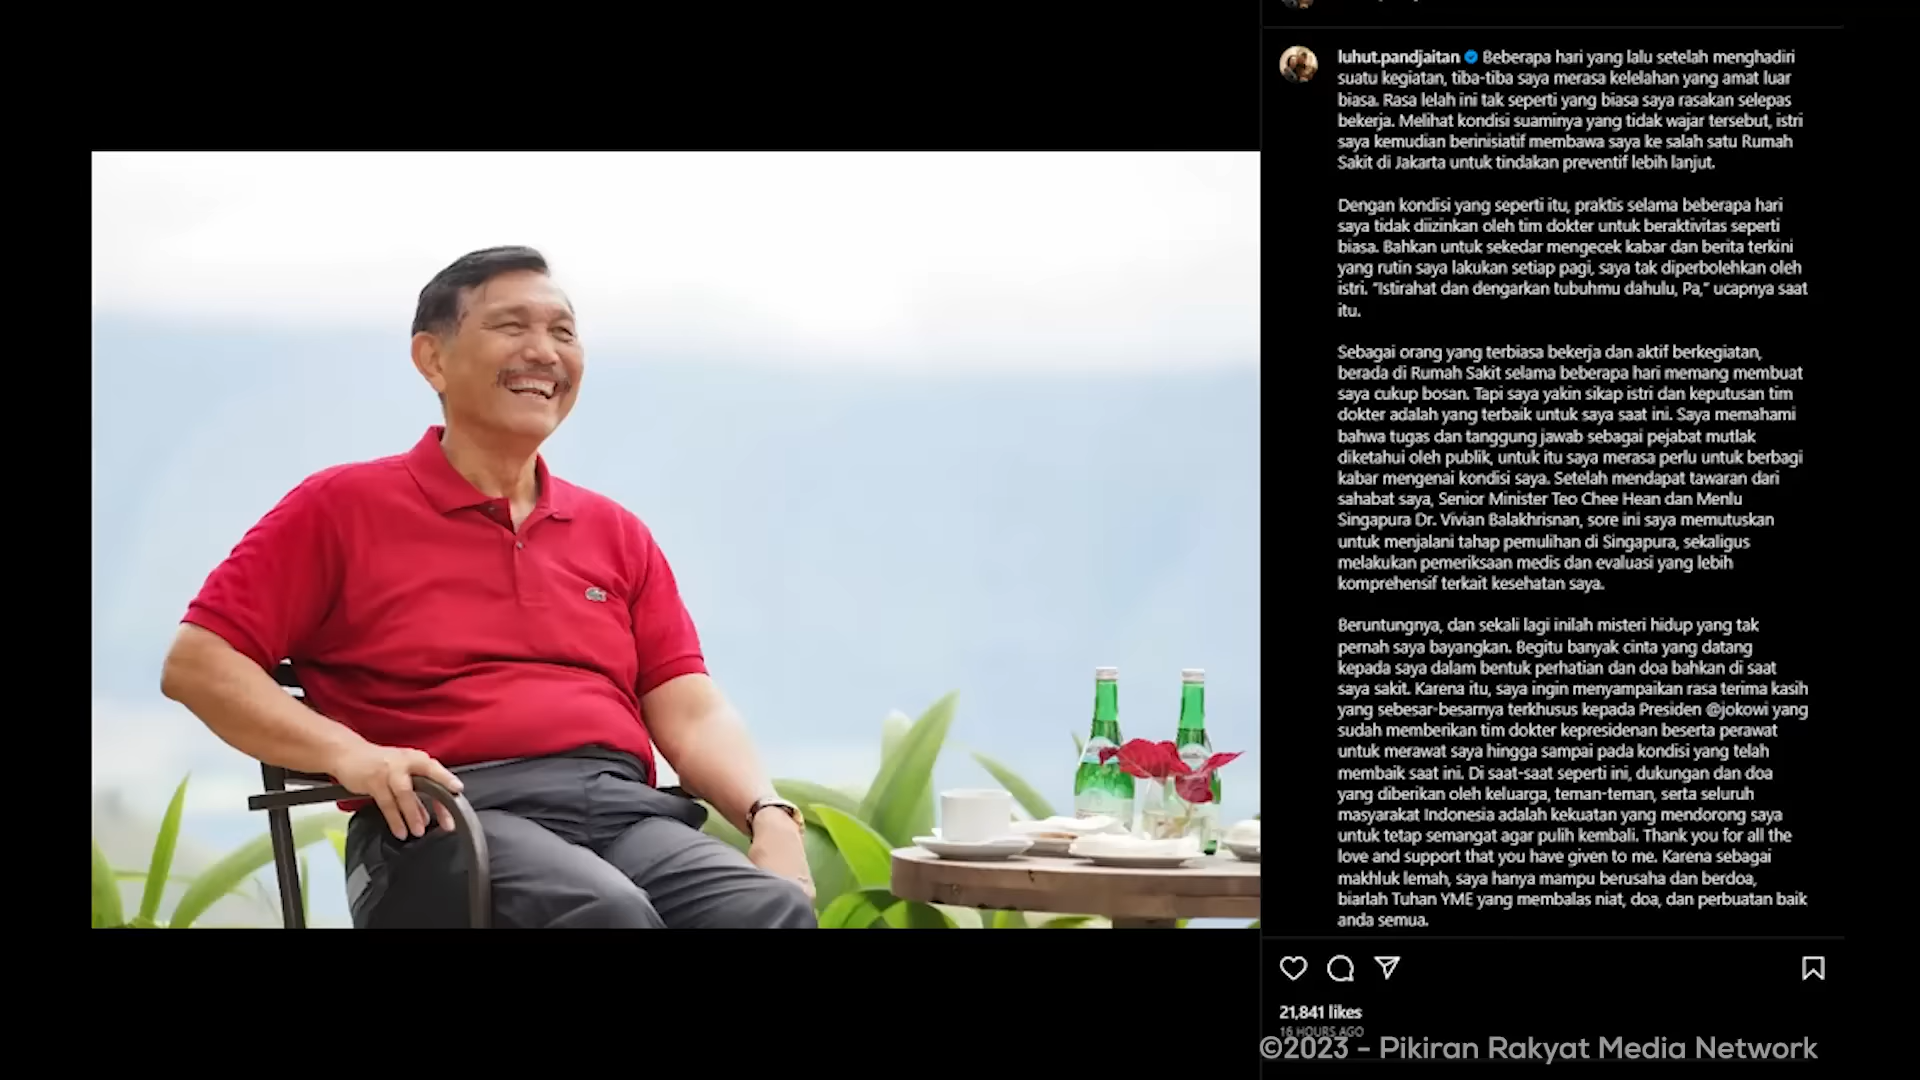 luhut.pandjaitan Beberapa hari yang lalu setelah menghadiri
suatu kegiatan, tiba-tiba saya merasa kelelahan yang amat luar
biasa. Rasa lelah ini tak seperti yang biasa saya rasakan selepas
bekerja. Melihat kondisi suaminya yang tidak wajar tersebut, istri
saya kemudian berinisiatif membawa saya ke salah satu Rumah
Sakit di Jakarta untuk tindakan preventif lebih lanjut.
Dengan kondisi yang seperti itu, praktis selama beberapa hari
saya tidak diizinkan oleh tim dokter untuk beraktivitas seperti
biasa. Bahkan untuk sekedar mengecek kabar dan berita terkini
yang rutin saya lakukan setiap pagi, saya tak diperbolehkan oleh
istri. "Istirahat dan dengarkan tubuhmu dahulu, Pa," ucapnya saat
itu.
Sebagai orang yang terbiasa bekerja dan aktif berkegiatan,
berada di Rumah Sakit selama beberapa hari memang membuat
saya cukup bosan. Tapi saya yakin sikap istri dan keputusan tim
dokter adalah yang terbaik untuk saya saat ini. Saya memahami
bahwa tugas dan tanggung jawab sebagai pejabat mutlak
diketahui oleh publik, untuk itu saya merasa perlu untuk berbagi
kabar mengenai kondisi saya. Setelah mendapat tawaran dari
sahabat saya, Senior Minister Teo Chee Hean dan Menlu
Singapura Dr. Vivian Balakhrisnan, sore ini saya memutuskan
untuk menjalani tahap pemulihan di Singapura, sekaligus
melakukan pemeriksaan medis dan evaluasi yang lebih
komprehensif terkait kesehatan saya.
Beruntungnya, dan sekali lagi inilah misteri hidup yang tak
pernah saya bayangkan. Begitu banyak cinta yang datang
kepada saya dalam bentuk perhatian dan doa bahkan di saat
saya sakit. Karena itu, saya ingin menyampaikan rasa terima kasih
yang sebesar-besarnya terkhusus kepada Presiden @jokowi yang
sudah memberikan tim dokter kepresidenan beserta perawat
untuk merawat saya hingga sampai pada kondisi yang telah
membaik saat ini. Di saat-saat seperti ini, dukungan dan doa
yang diberikan oleh keluarga, teman-teman, serta seluruh
masyarakat Indonesia adalah kekuatan yang mendorong saya
untuk tetap semangat agar pulih kembali. Thank you for all the
love and support that you have given to me. Karena sebagai
makhluk lemah, saya hanya mampu berusaha dan berdoa,
biarlah Tuhan YME yang membalas niat, doa, dan perbuatan baik
anda semua.
21,841 likes
16 HOURS AGO
©2023 - Pikiran Rakyat Media Network